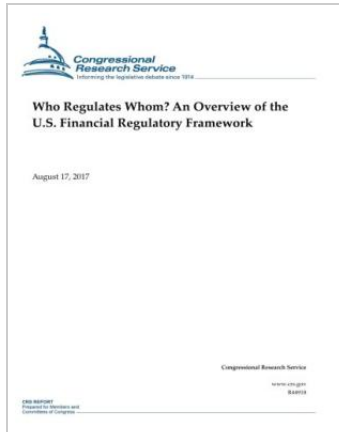 Congressional
Research Service
Informing the legislative debate since 1914
Who Regulates Whom? An Overview of the
U.S. Financial Regulatory Framework
August 17, 2017
Congressional Research Service
www.crs.gov
R44918
CRS REPORT
Prepared for Members and
Committees of Congress